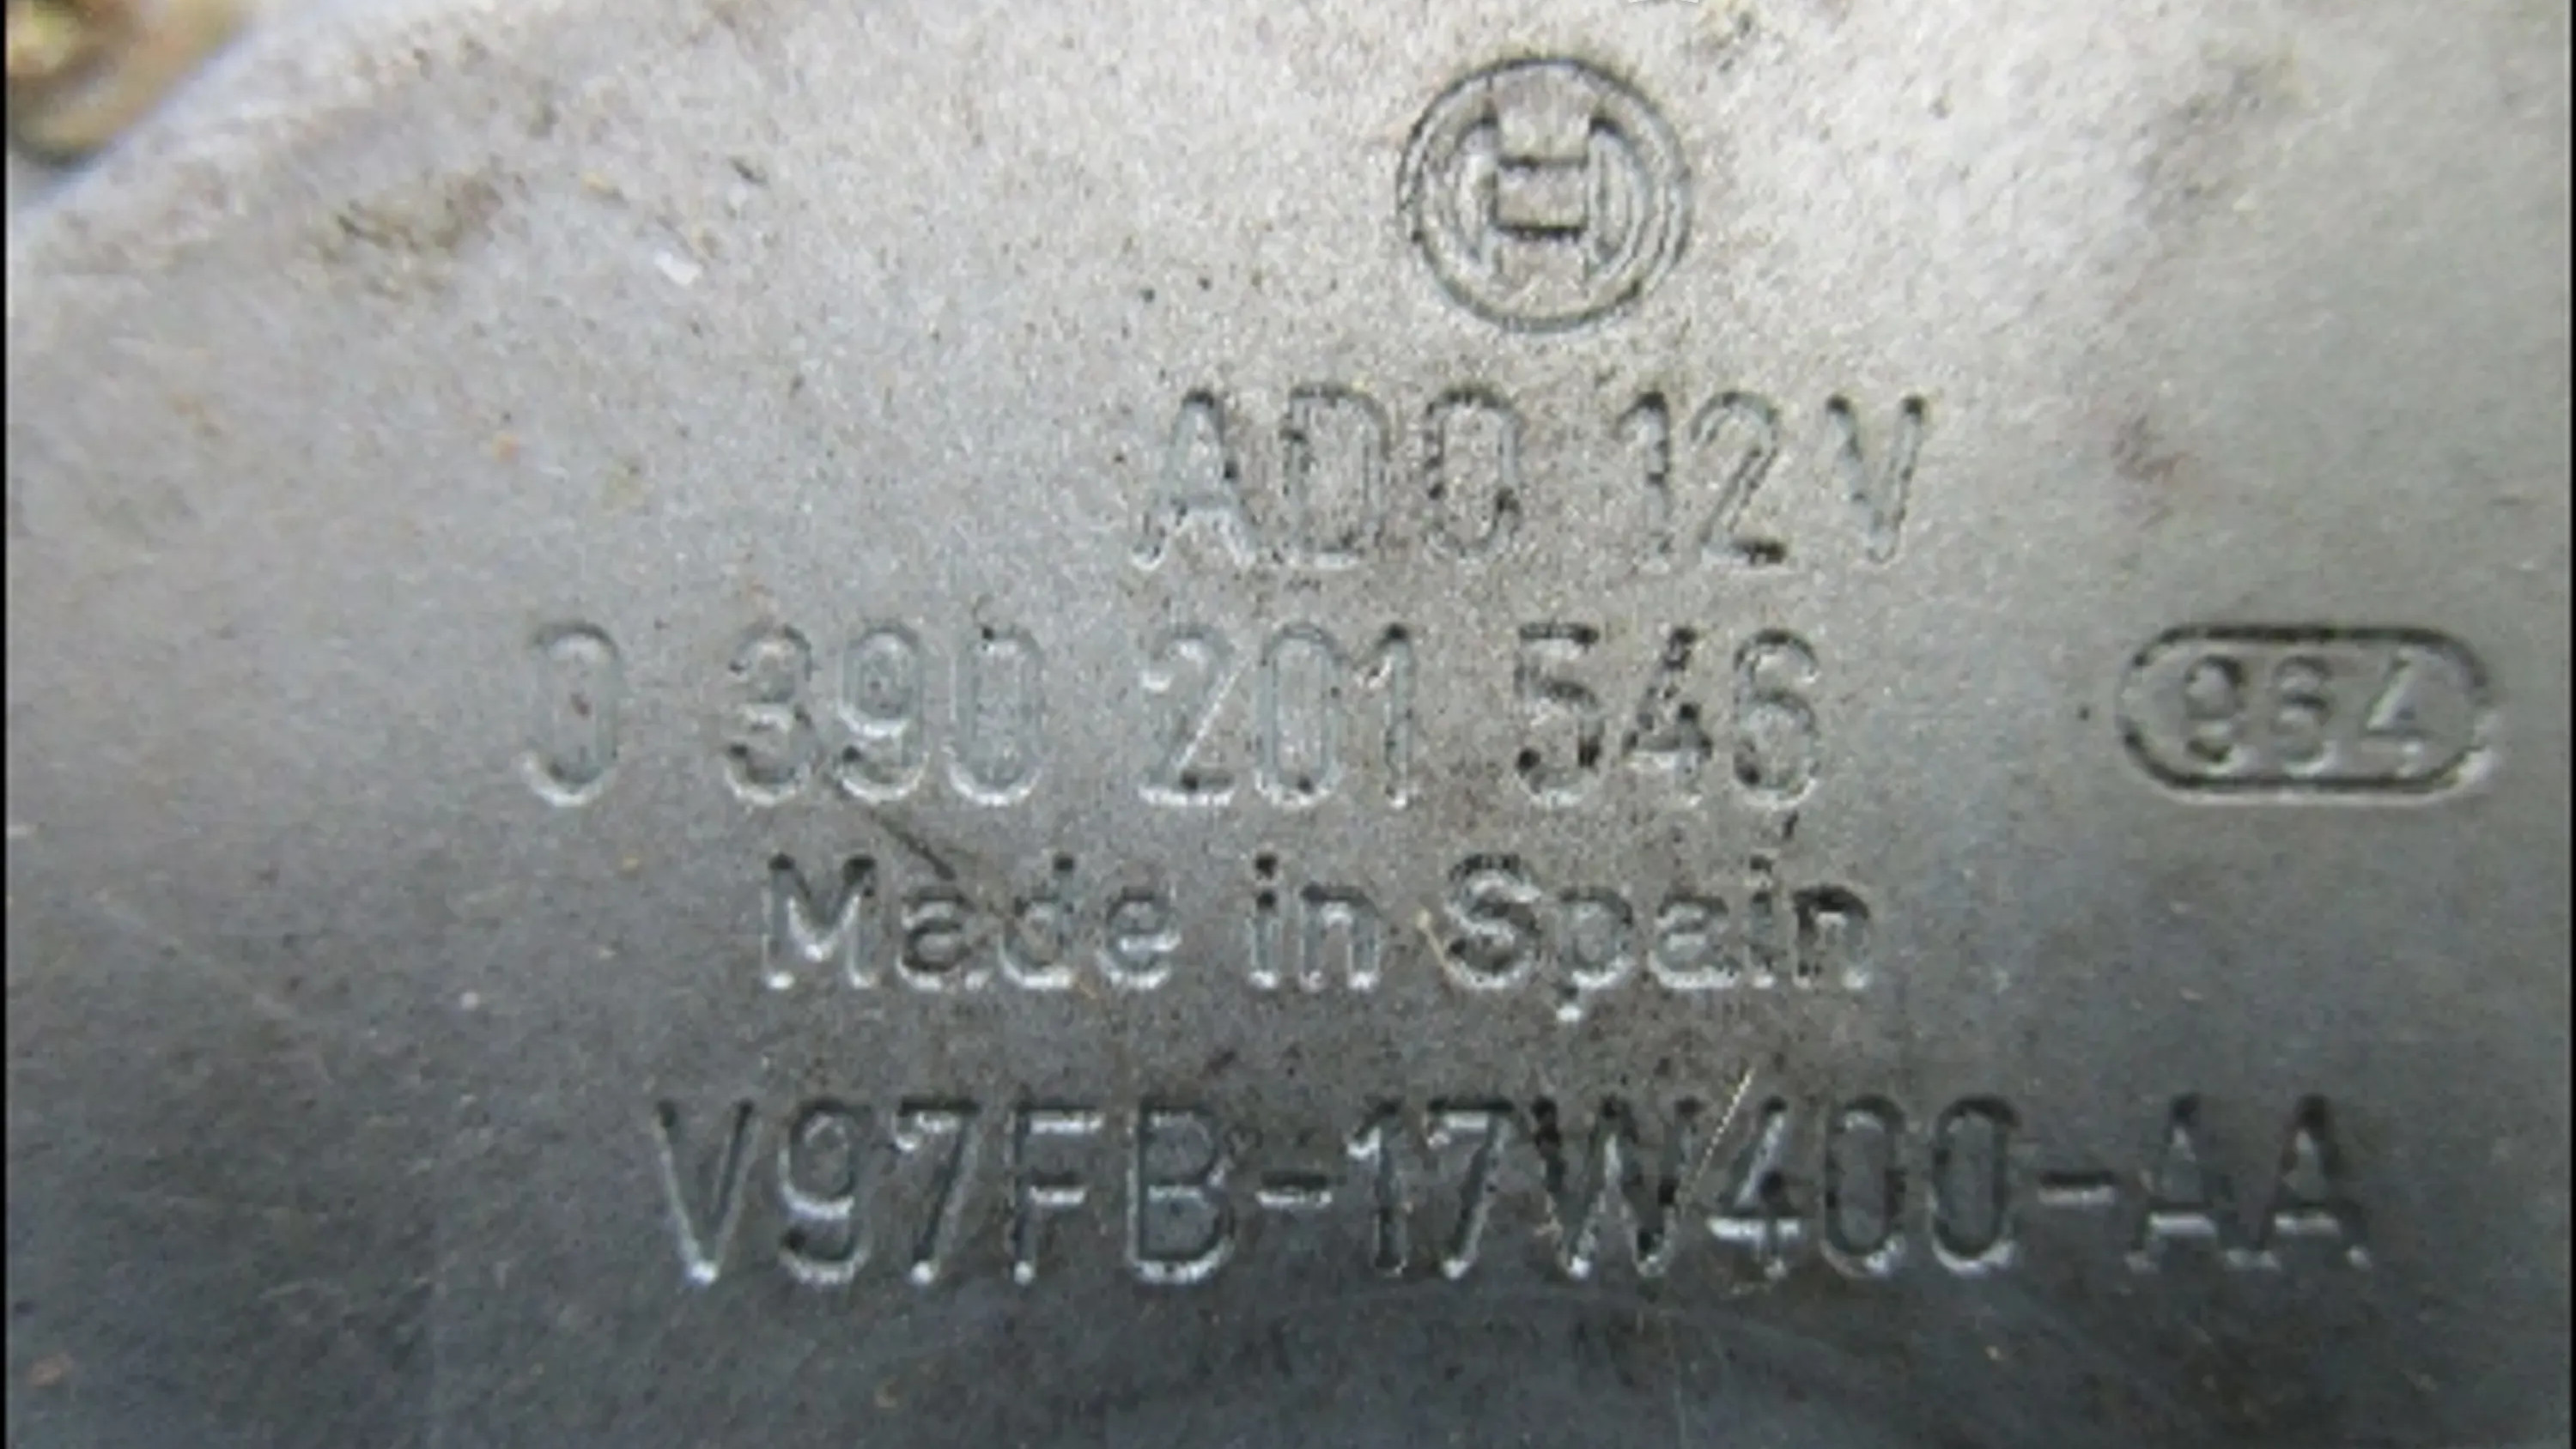 ADO 12V
0 390 201 546
864
Made in Spain
V97FB-17W400-AA